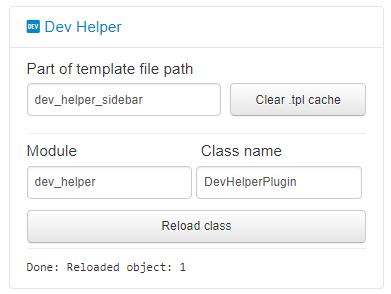 DEV Dev Helper
Part of template file path
dev_helper_sidebar Clear .tpl cache
Module Class name
dev_helper DevHelperPlugin
Reload class
Done: Reloaded object: 1